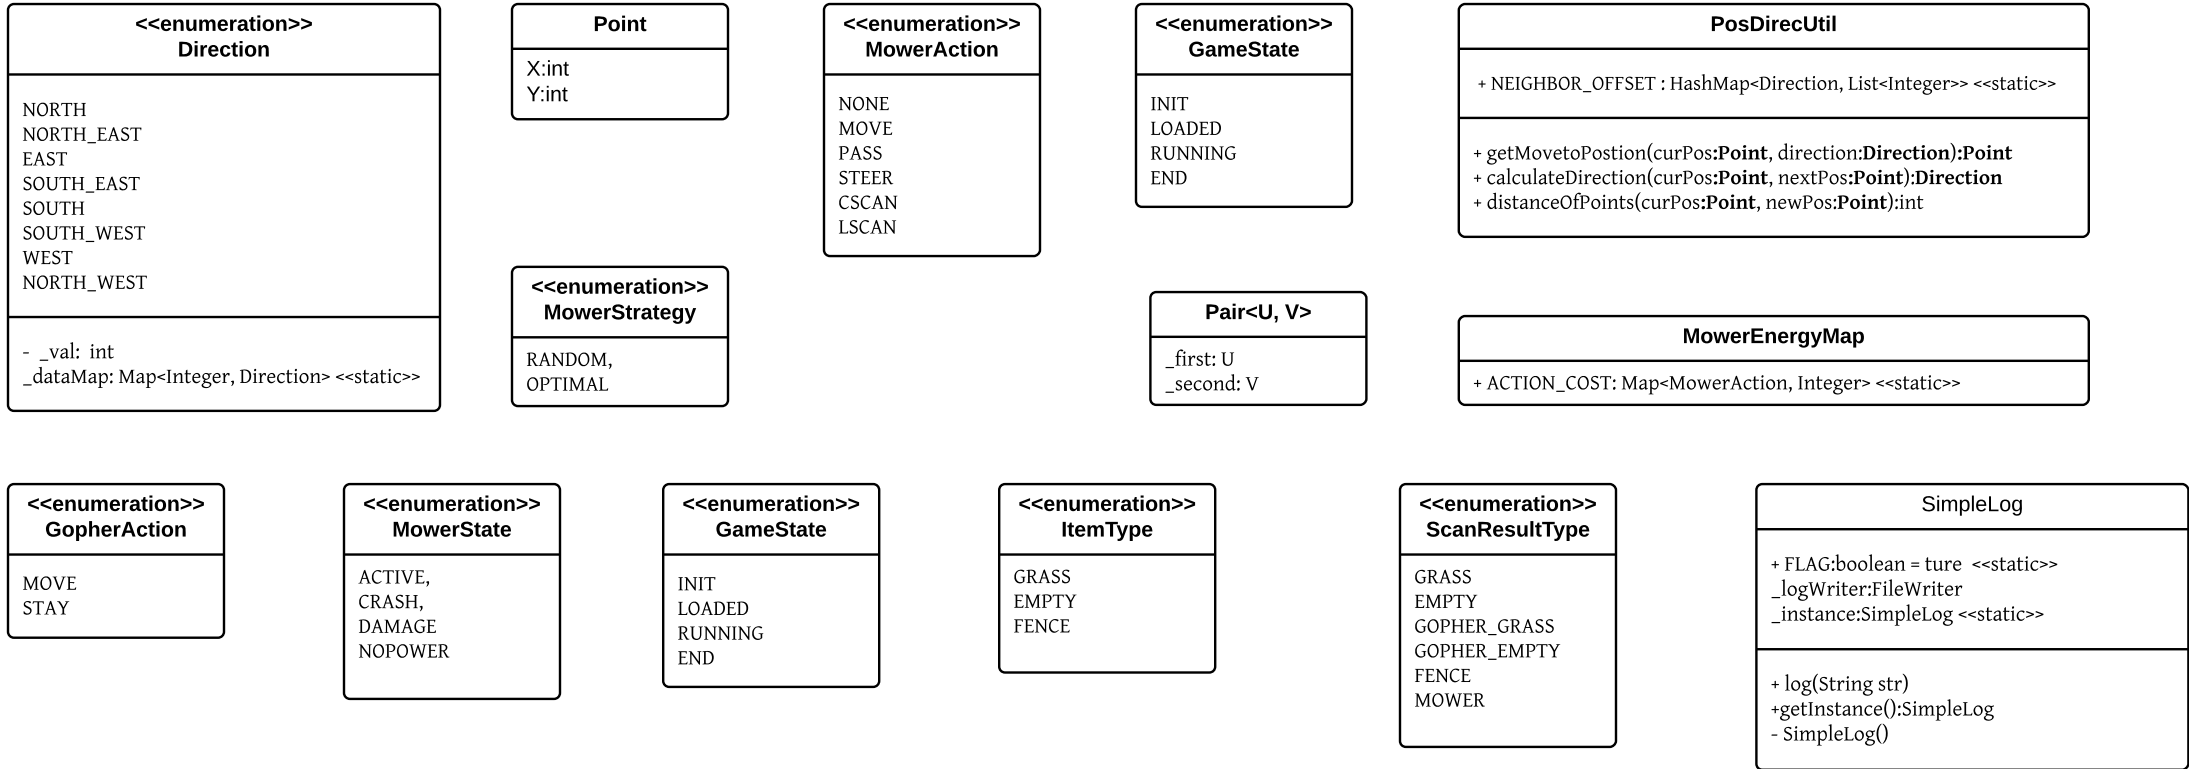 <<enumeration>>
Direction
NORTH
NORTH_EAST
EAST
SOUTH_EAST
SOUTH
SOUTH_WEST
WEST
NORTH_WEST
- _val: int
_dataMap: Map<Integer, Direction> <<static>>
Point
X:int
Y:int
<<enumeration>>
MowerStrategy
RANDOM,
OPTIMAL
<<enumeration>>
MowerAction
NONE
MOVE
PASS
STEER
CSCAN
LSCAN
<<enumeration>>
GameState
INIT
LOADED
RUNNING
END
Pair<U, V>
_first: U
_second: V
PosDirecUtil
+ NEIGHBOR_OFFSET : HashMap<Direction, List<Integer>> <<static>>
+ getMovetoPostion(curPos:Point, direction:Direction):Point
+ calculateDirection(curPos:Point, nextPos:Point):Direction
+ distanceOfPoints(curPos:Point, newPos:Point):int
MowerEnergyMap
+ ACTION_COST: Map<MowerAction, Integer> <<static>>
<<enumeration>>
GopherAction
MOVE
STAY
<<enumeration>>
MowerState
ACTIVE,
CRASH,
DAMAGE
NOPOWER
<<enumeration>>
GameState
INIT
LOADED
RUNNING
END
<<enumeration>>
ItemType
GRASS
EMPTY
FENCE
<<enumeration>>
ScanResultType
GRASS
EMPTY
GOPHER_GRASS
GOPHER_EMPTY
FENCE
MOWER
SimpleLog
+ FLAG:boolean = ture <<static>>
_logWriter:FileWriter
_instance:SimpleLog <<static>>
+ log(String str)
+getInstance():SimpleLog
- SimpleLog()